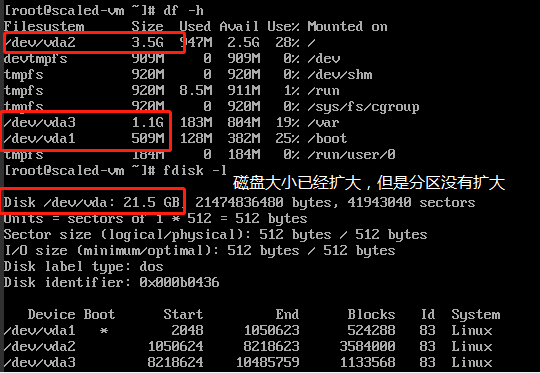 [root@scaled-vm ~]# df -h
Filesystem Size Used Avail Use% Mounted on
/dev/vda2 3.5G 947M 2.5G 28% /
devtmpfs 909M 0 909M 0% /dev
tmpfs 920M 0 920M 0% /dev/shm
tmpfs 920M 8.5M 911M 1% /run
tmpfs 920M 0 920M 0% /sys/fs/cgroup
/dev/vda3 1.1G 183M 804M 19% /var
/dev/vda1 509M 128M 382M 25% /boot
tmpfs 184M 0 184M 0% /run/user/0
[root@scaled-vm ~]# fdisk -l
磁盘大小已经扩大，但是分区没有扩大
Disk /dev/vda: 21.5 GB, 21474836480 bytes, 41943040 sectors
Units = sectors of 1 * 512 = 512 bytes
Sector size (logical/physical): 512 bytes / 512 bytes
I/O size (minimum/optimal): 512 bytes / 512 bytes
Disk label type: dos
Disk identifier: 0x000b0436
Device Boot Start End Blocks Id System
/dev/vda1 * 2048 1050623 524288 83 Linux
/dev/vda2 1050624 8218623 3584000 83 Linux
/dev/vda3 8218624 10485759 1133568 83 Linux